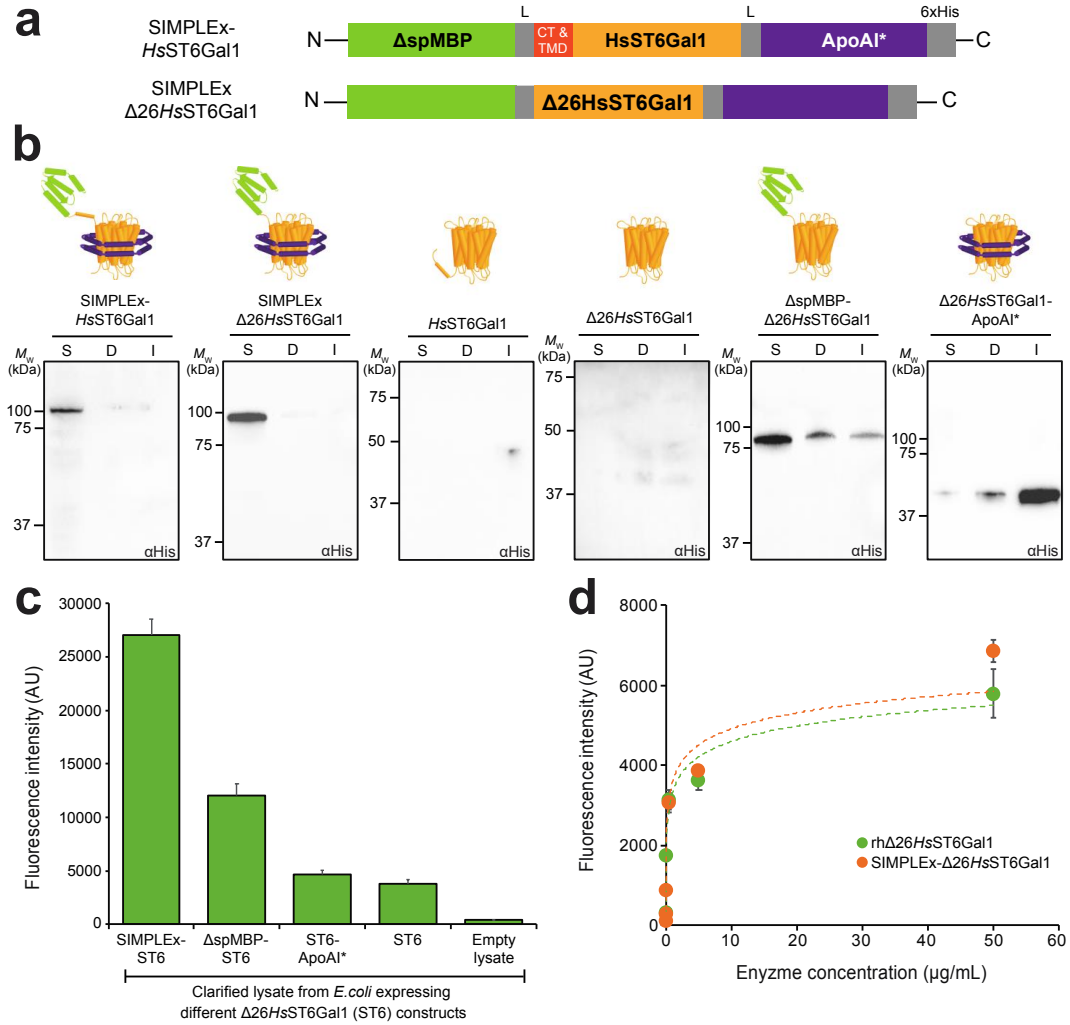 a
SIMPLEx-
HsST6Gal1
N
ΔspMBP
L
CT &
TMD
HsST6Gal1
L
ApoAI*
6xHis
C
SIMPLEx
Δ26HsST6Gal1
N
Δ26HsST6Gal1
C
b
SIMPLEx-
HsST6Gal1
S D I
Mw
(kDa)
100
75
37
αHis
SIMPLEx
Δ26HsST6Gal1
S D I
Mw
(kDa)
100
75
37
αHis
HsST6Gal1
S D I
Mw
(kDa)
75
50
37
αHis
Δ26HsST6Gal1
S D I
Mw
(kDa)
75
50
37
αHis
ΔspMBP-
Δ26HsST6Gal1
S D I
Mw
(kDa)
100
75
37
αHis
Δ26HsST6Gal1-
ApoAI*
S D I
Mw
(kDa)
100
75
37
αHis
c
Fluorescence intensity (AU)
30000
25000
20000
15000
10000
5000
0
SIMPLEx-
ST6
ΔspMBP-
ST6
ST6-
ApoAI*
ST6
Empty
lysate
Clarified lysate from E.coli expressing
different Δ26HsST6Gal1 (ST6) constructs
d
Fluorescence intensity (AU)
8000
6000
4000
2000
0
rhΔ26HsST6Gal1
SIMPLEx-Δ26HsST6Gal1
0 10 20 30 40 50 60
Enyzme concentration (µg/mL)